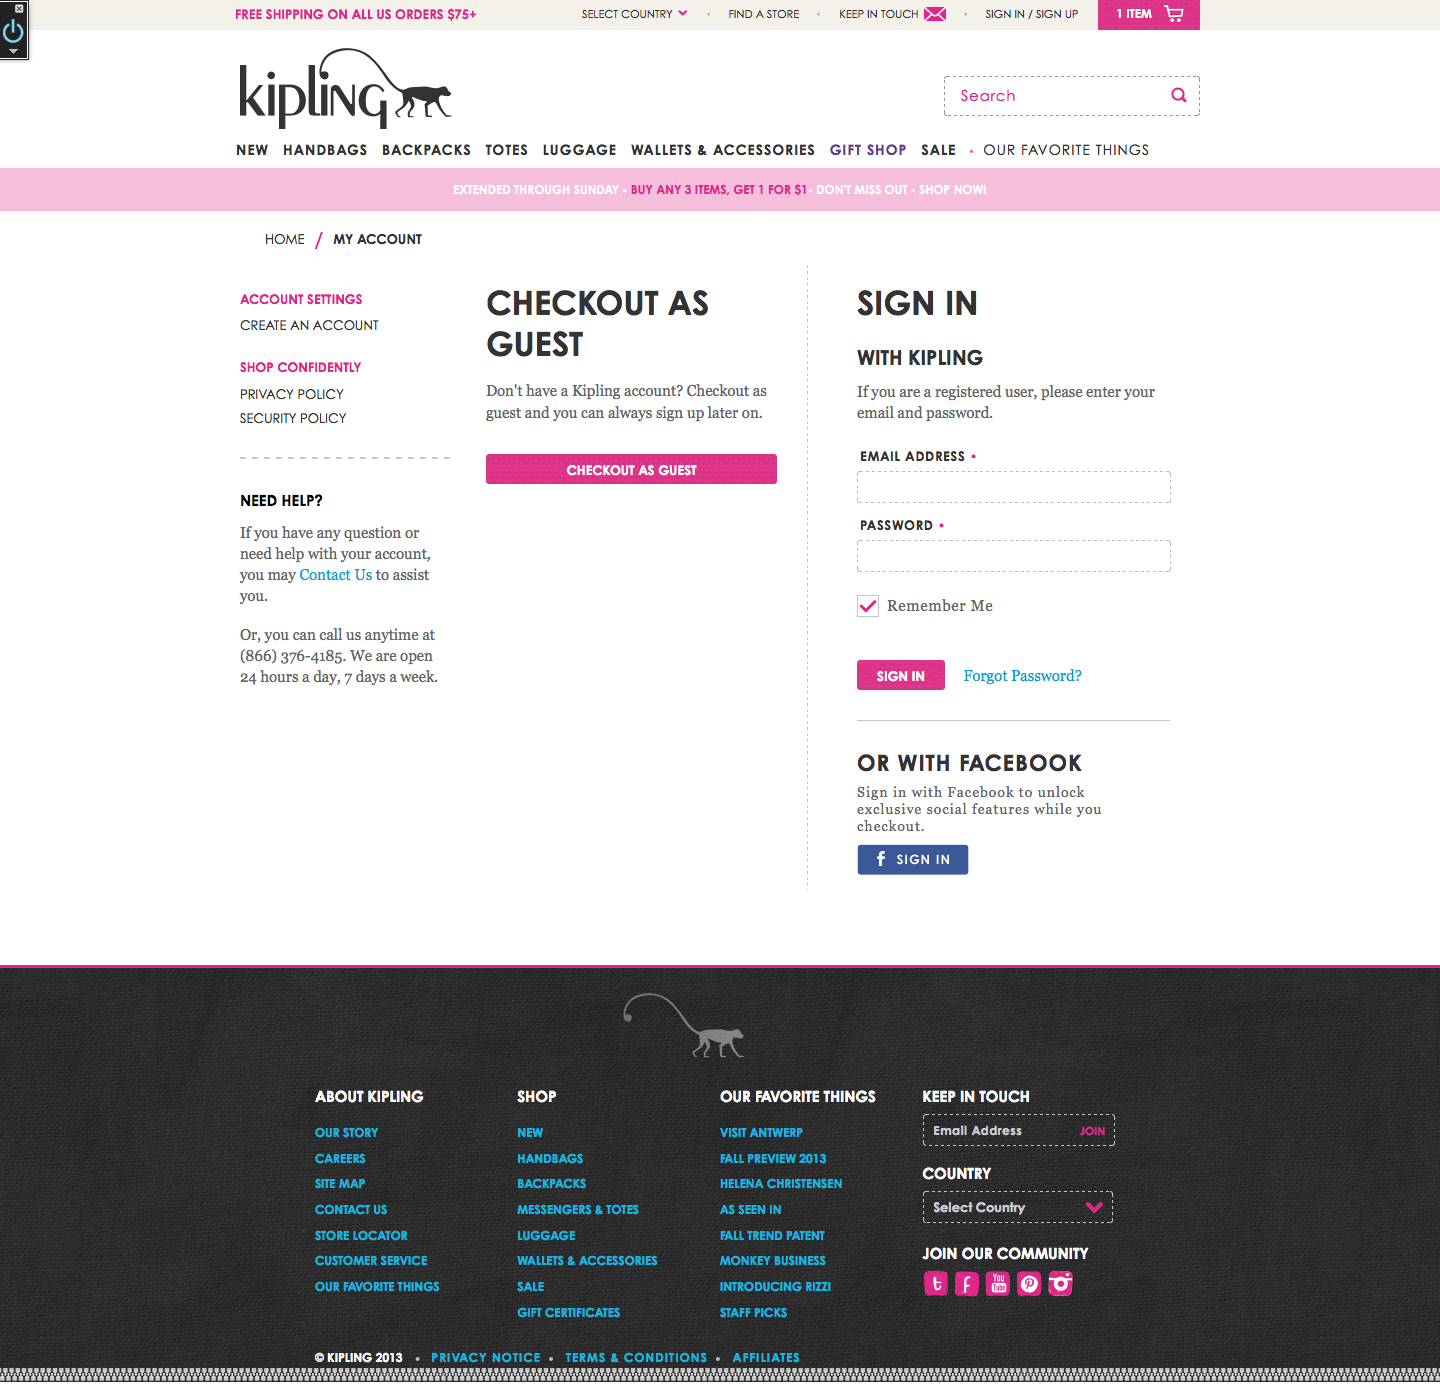 FREE SHIPPING ON ALL US ORDERS $75+
SELECT COUNTRY
FIND A STORE
KEEP IN TOUCH
SIGN IN / SIGN UP
1 ITEM
kipling
Search
NEW HANDBAGS BACKPACKS TOTES LUGGAGE WALLETS & ACCESSORIES GIFT SHOP SALE • OUR FAVORITE THINGS
EXTENDED THROUGH SUNDAY - BUY ANY 3 ITEMS, GET 1 FOR $1 - DON'T MISS OUT - SHOP NOW!
HOME / MY ACCOUNT
ACCOUNT SETTINGS
CREATE AN ACCOUNT
SHOP CONFIDENTLY
PRIVACY POLICY
SECURITY POLICY
NEED HELP?
If you have any question or
need help with your account,
you may Contact Us to assist
you.
Or, you can call us anytime at
(866) 376-4185. We are open
24 hours a day, 7 days a week.
CHECKOUT AS
GUEST
Don't have a Kipling account? Checkout as
guest and you can always sign up later on.
CHECKOUT AS GUEST
SIGN IN
WITH KIPLING
If you are a registered user, please enter your
email and password.
EMAIL ADDRESS •
PASSWORD •
Remember Me
SIGN IN
Forgot Password?
OR WITH FACEBOOK
Sign in with Facebook to unlock
exclusive social features while you
checkout.
f SIGN IN
ABOUT KIPLING
OUR STORY
CAREERS
SITE MAP
CONTACT US
STORE LOCATOR
CUSTOMER SERVICE
OUR FAVORITE THINGS
SHOP
NEW
HANDBAGS
BACKPACKS
MESSENGERS & TOTES
LUGGAGE
WALLETS & ACCESSORIES
SALE
GIFT CERTIFICATES
OUR FAVORITE THINGS
VISIT ANTWERP
FALL PREVIEW 2013
HELENA CHRISTENSEN
AS SEEN IN
FALL TREND PATENT
MONKEY BUSINESS
INTRODUCING RIZZI
STAFF PICKS
KEEP IN TOUCH
Email Address JOIN
COUNTRY
Select Country
JOIN OUR COMMUNITY
t f You Tube
© KIPLING 2013 • PRIVACY NOTICE • TERMS & CONDITIONS • AFFILIATES